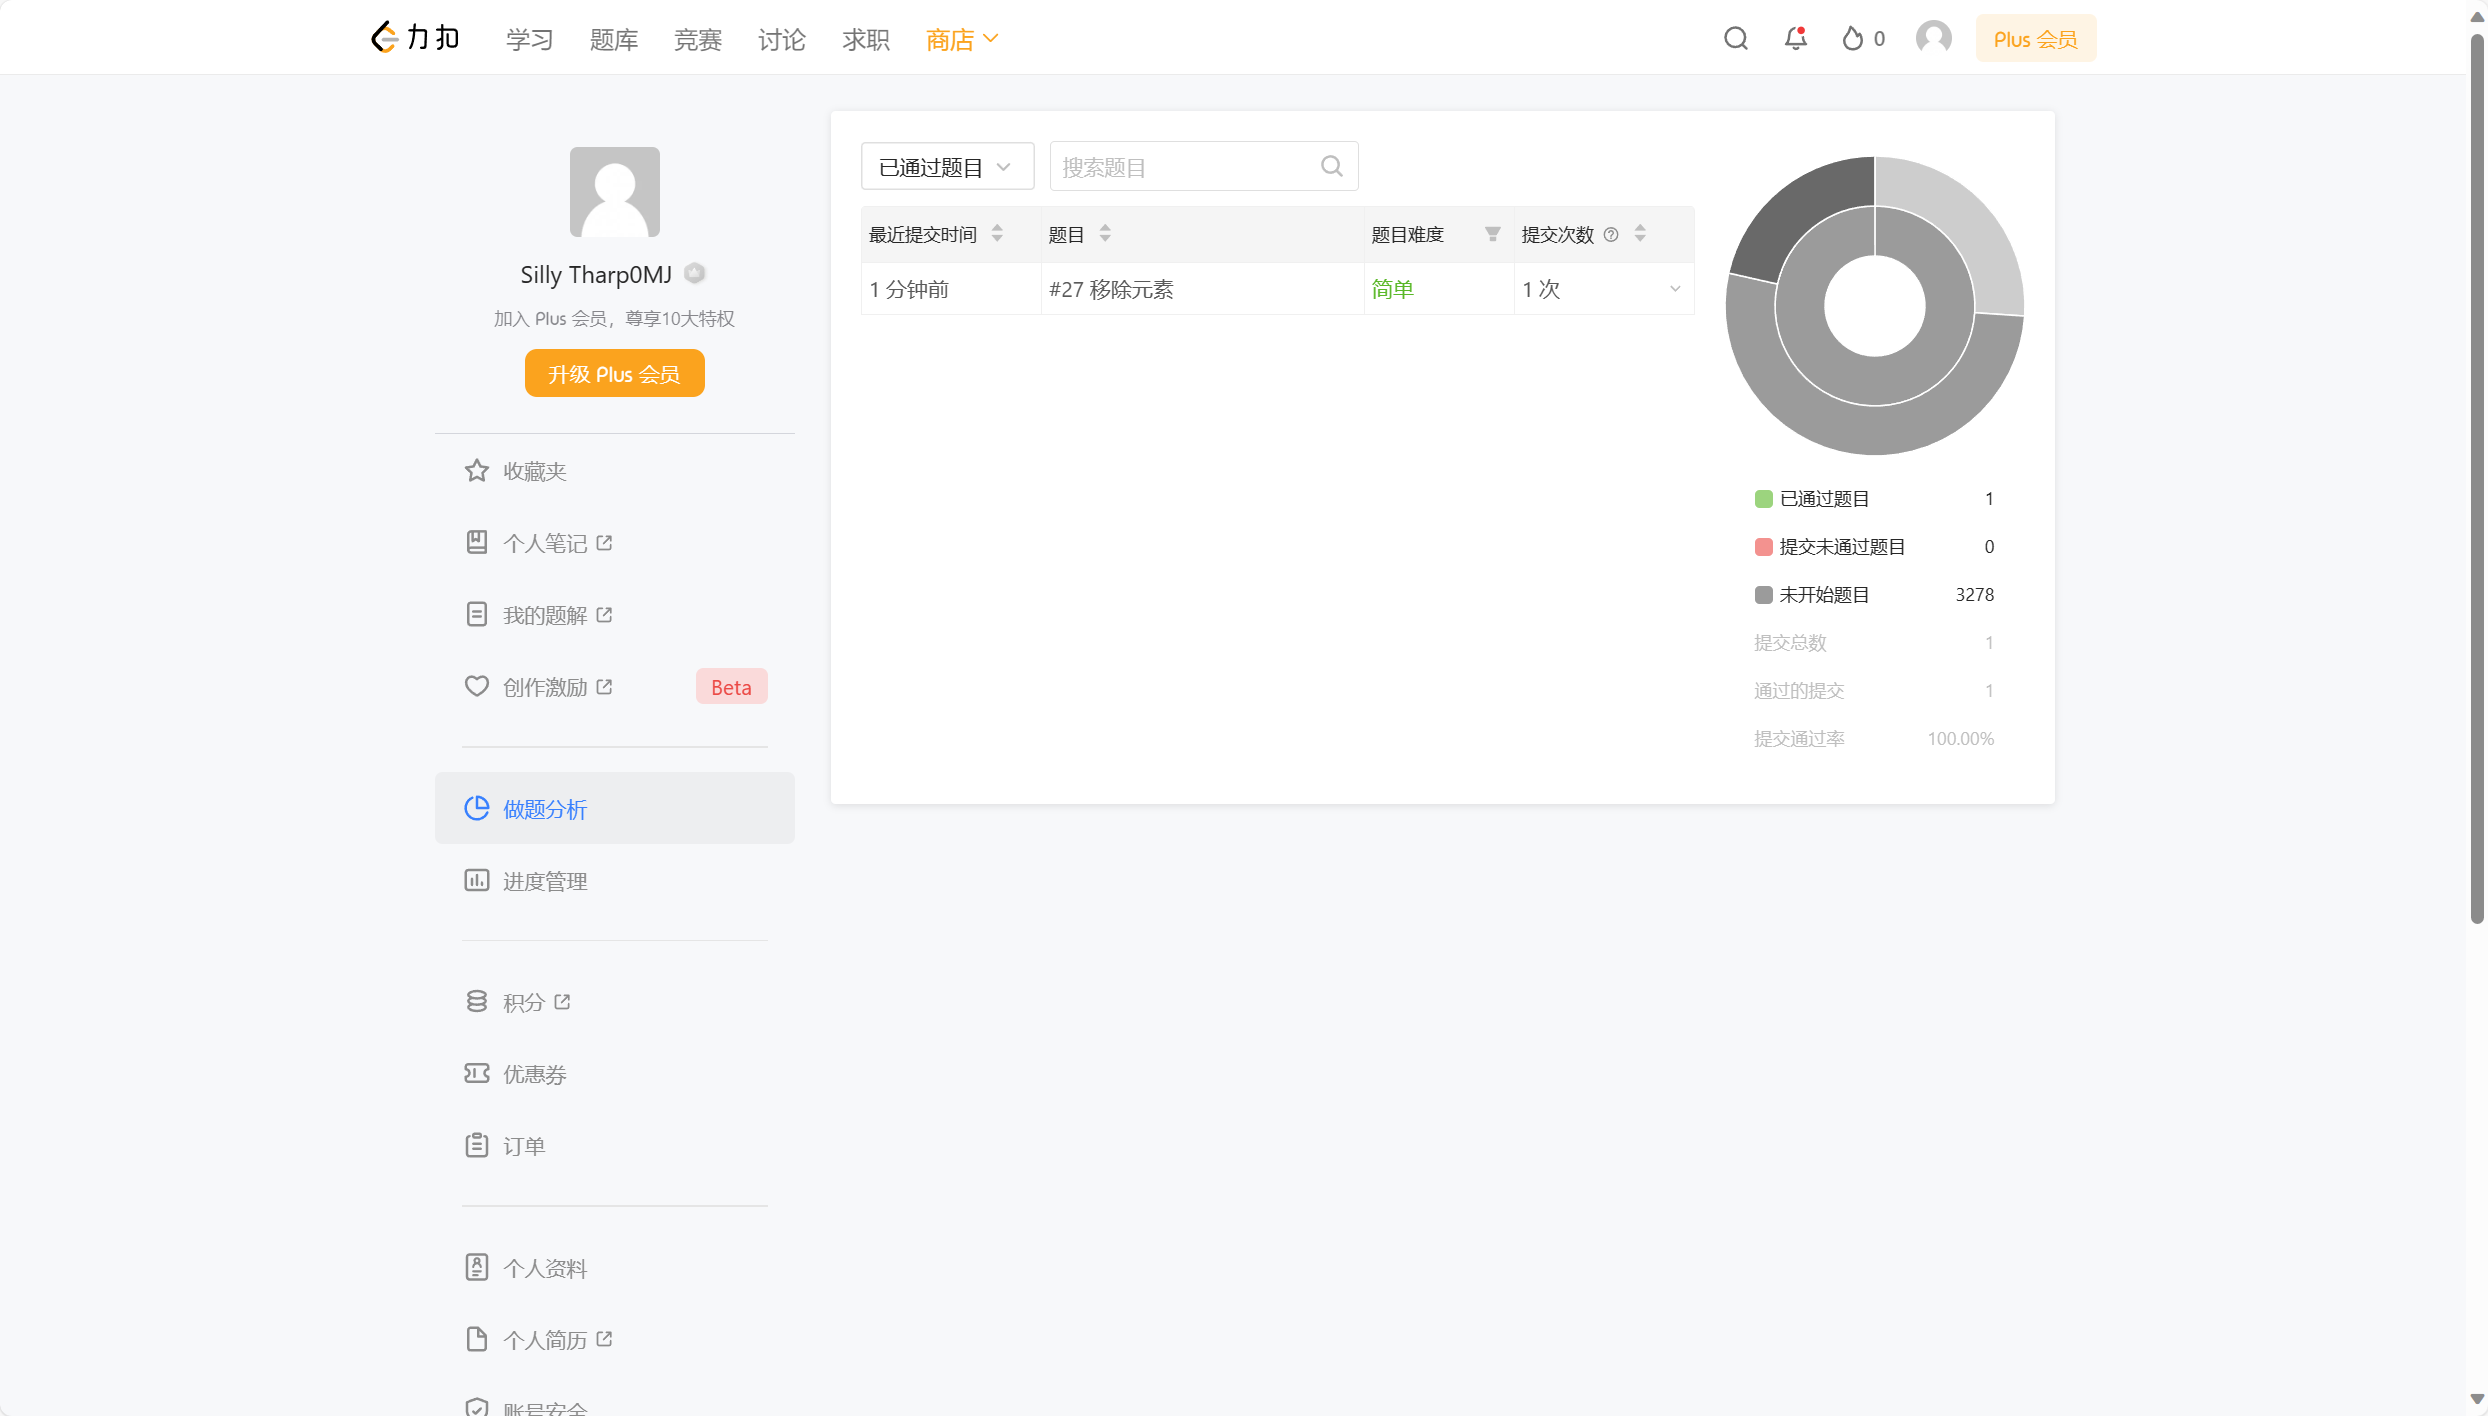 力扣 学习 题库 竞赛 讨论 求职 商店 0 Plus 会员
Silly Tharp0MJ
加入 Plus 会员，尊享10大特权
升级 Plus 会员
收藏夹
个人笔记
我的题解
创作激励 Beta
做题分析
进度管理
积分
优惠券
订单
个人资料
个人简历
账号安全
已通过题目 搜索题目
最近提交时间 题目 题目难度 提交次数
1 分钟前 #27 移除元素 简单 1 次
已通过题目 1
提交未通过题目 0
未开始题目 3278
提交总数 1
通过的提交 1
提交通过率 100.00%